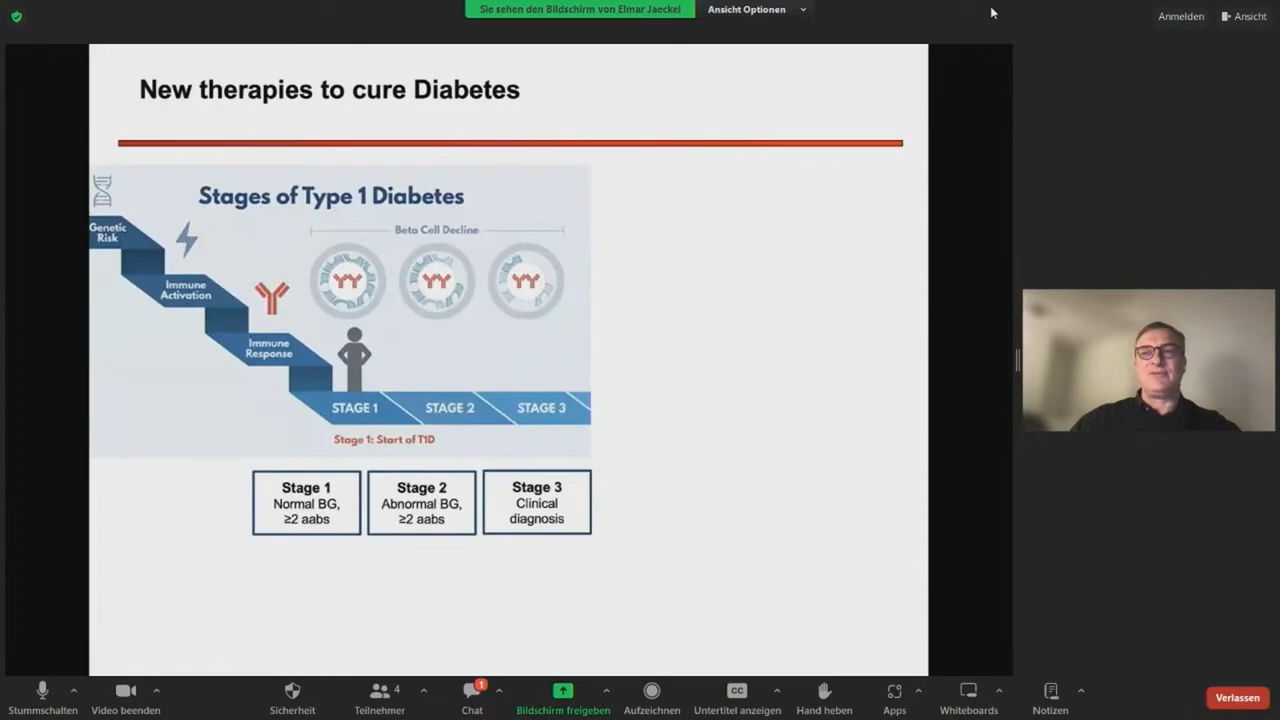 Sie sehen den Bildschirm von Elmar Jaeckel
Ansicht Optionen
Anmelden
Ansicht
New therapies to cure Diabetes
Stages of Type 1 Diabetes
Genetic
Risk
Beta Cell Decline
Immune
Activation
Immune
Response
STAGE 1
STAGE 2
STAGE 3
Stage 1: Start of T1D
Stage 1
Normal BG,
≥2 aabs
Stage 2
Abnormal BG,
≥2 aabs
Stage 3
Clinical
diagnosis
Stummschalten
Video beenden
Sicherheit
4
Teilnehmer
1
Chat
Bildschirm freigeben
Aufzeichnen
CC
Untertitel anzeigen
Hand heben
Apps
Whiteboards
Notizen
Verlassen